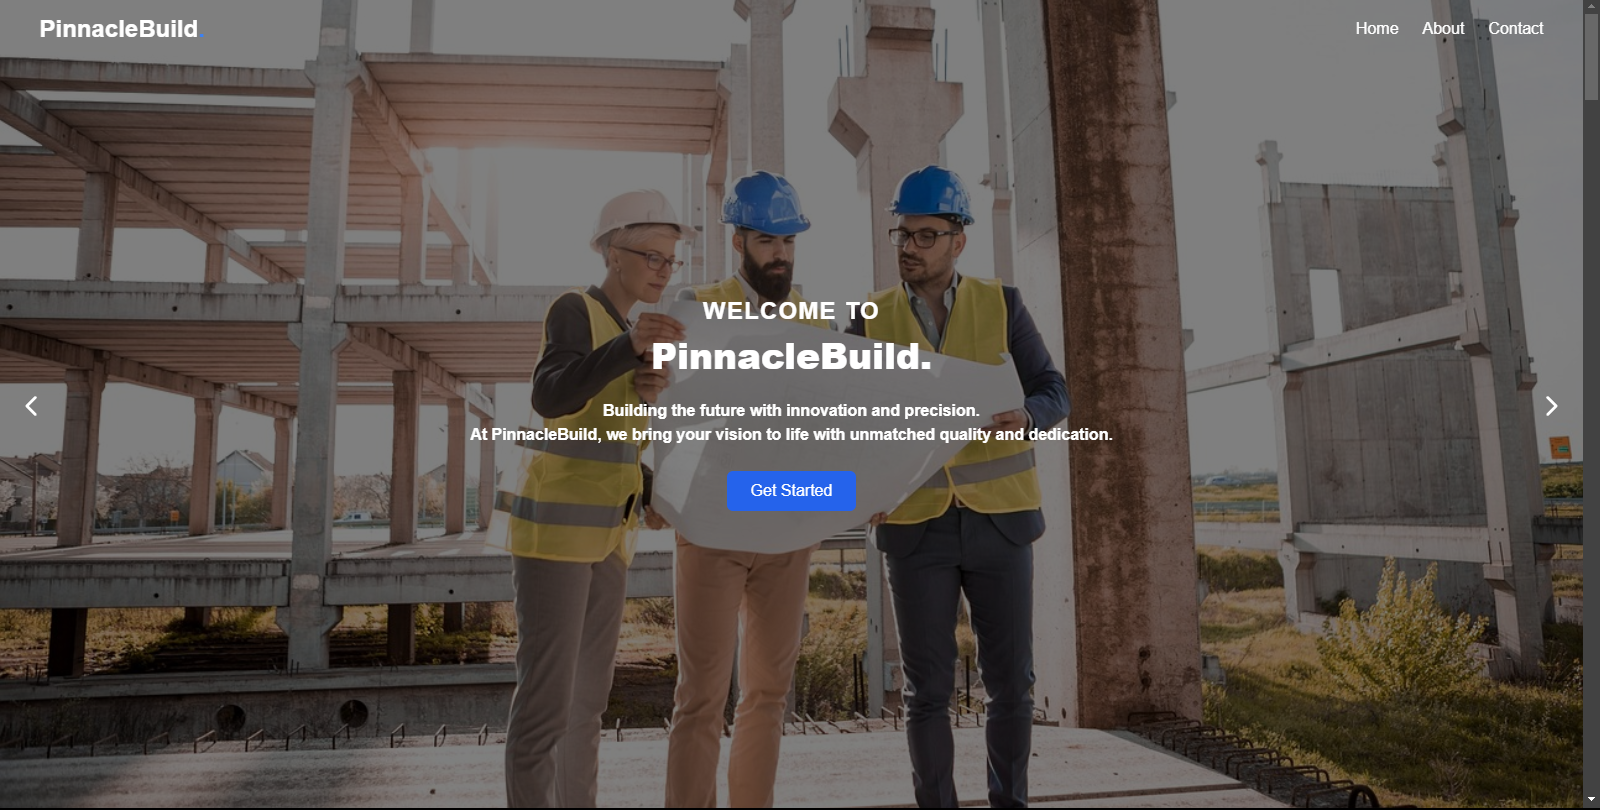 PinnacleBuild.
Home About Contact
WELCOME TO
PinnacleBuild.
Building the future with innovation and precision.
At PinnacleBuild, we bring your vision to life with unmatched quality and dedication.
Get Started